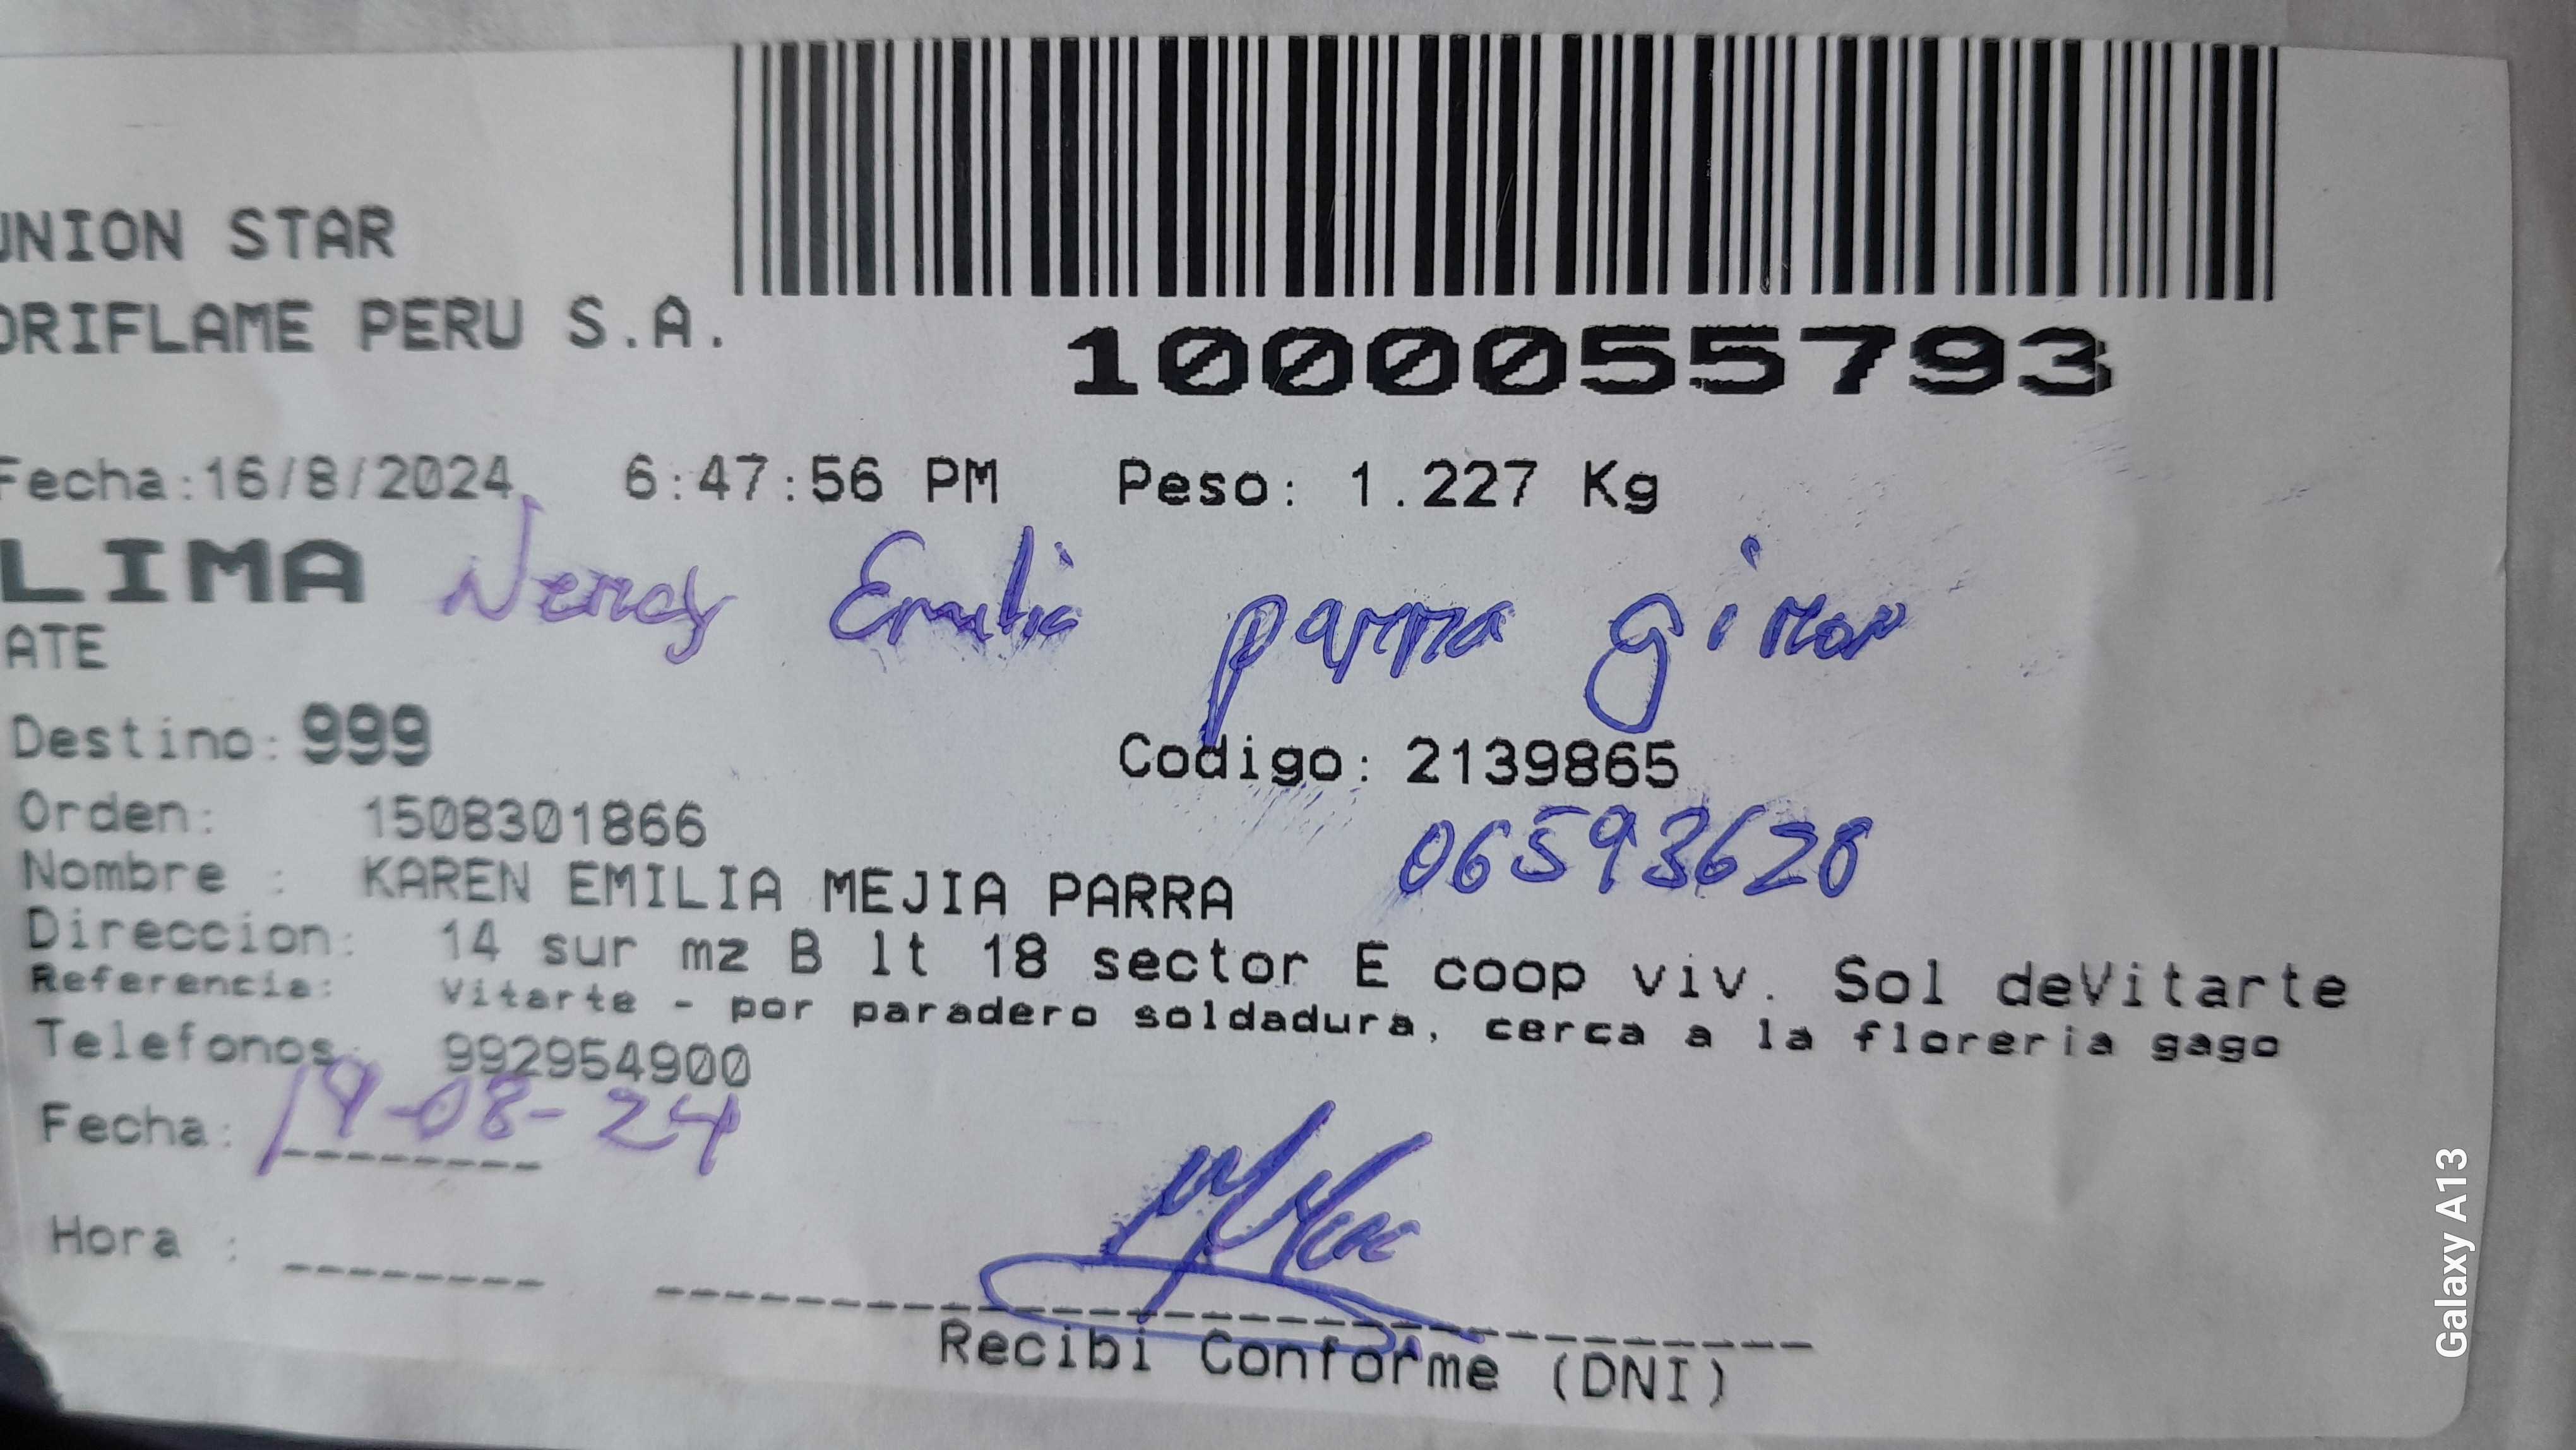 UNION STAR
ORIFLAME PERU S.A.
1000055793
Fecha:16/8/2024 6:47:56 PM Peso: 1.227 Kg
LIMA Emilia parra
ATE
Destino: 999
Codigo: 2139865
Orden: 1508301866
06593628
Nombre : KAREN EMILIA MEJIA PARRA
Direccion: 14 sur mz B lt 18 sector E coop viv. Sol deVitarte
Referencia: Vitarte - por paradero soldadura, cerca a la floreria gago
Telefonos: 992954900
Fecha: 19-08-24
Hora :
Recibi Conforme (DNI)
Galaxy A13